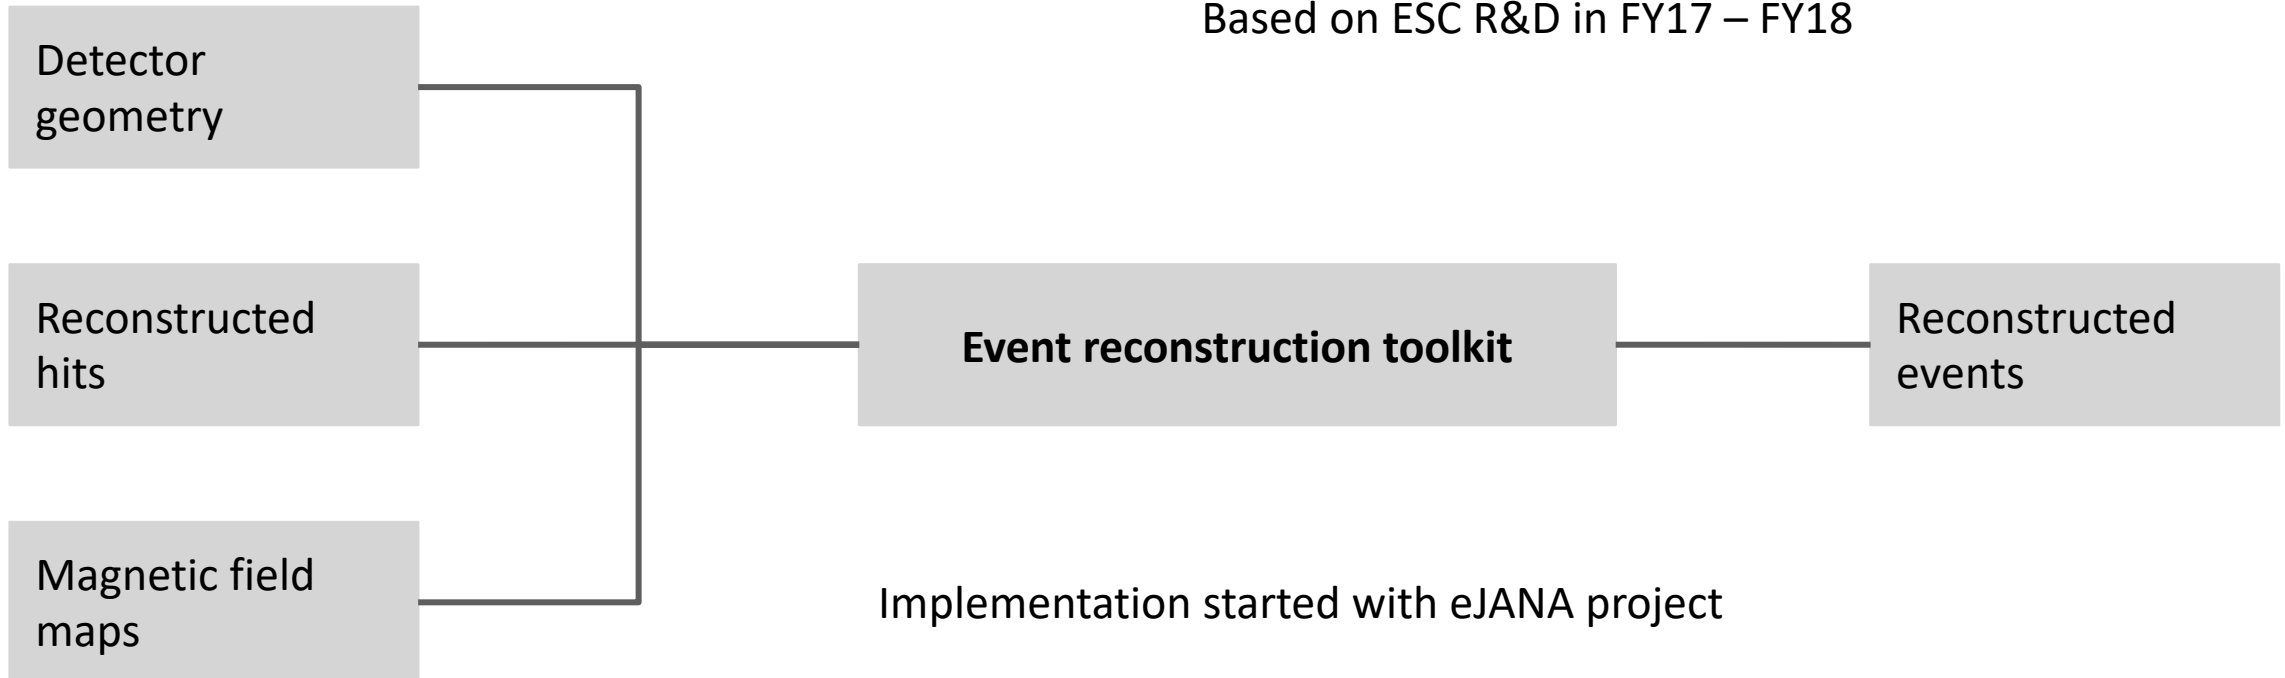 Based on ESC R&D in FY17 – FY18
Detector
geometry
Reconstructed
hits
Event reconstruction toolkit
Reconstructed
events
Magnetic field
maps
Implementation started with eJANA project